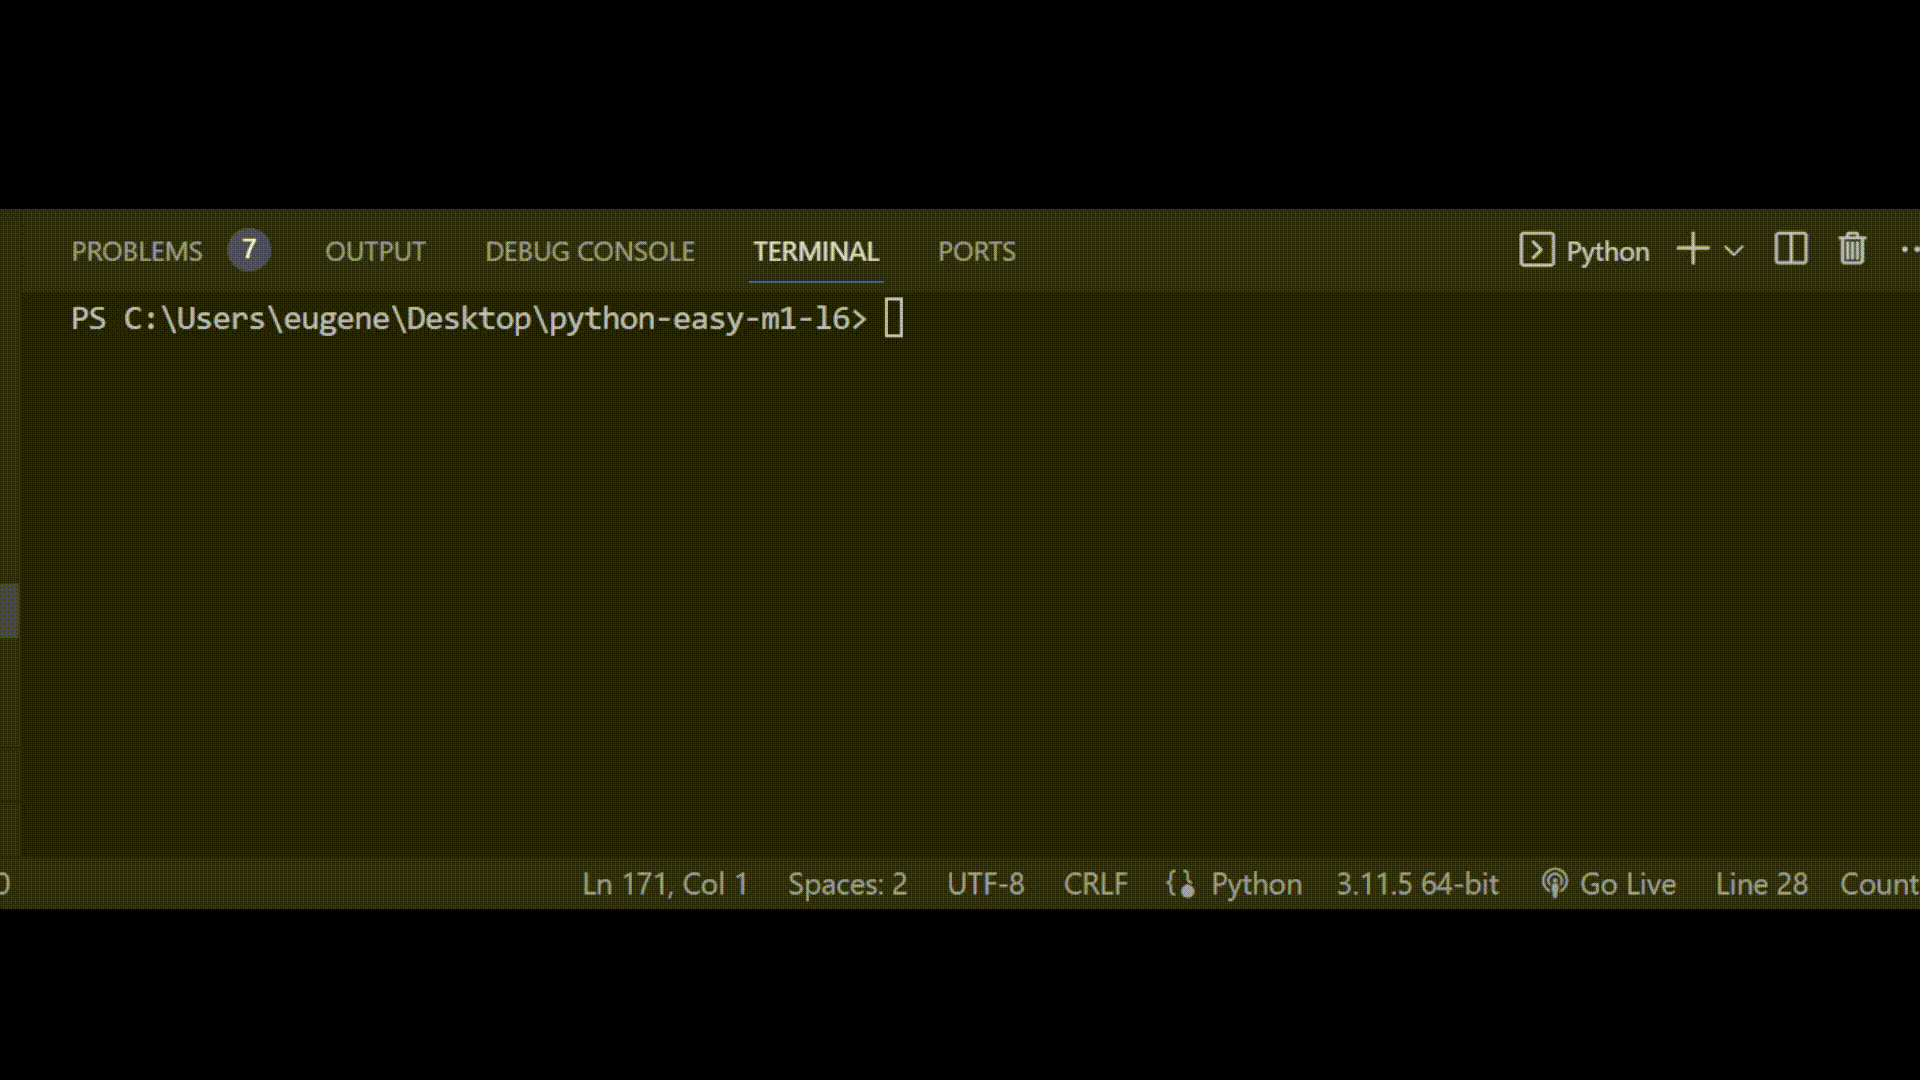 PROBLEMS 7 OUTPUT DEBUG CONSOLE TERMINAL PORTS Python
PS C:\Users\eugene\Desktop\python-easy-m1-l6>
Ln 171, Col 1 Spaces: 2 UTF-8 CRLF {} Python 3.11.5 64-bit Go Live Line 28 Count